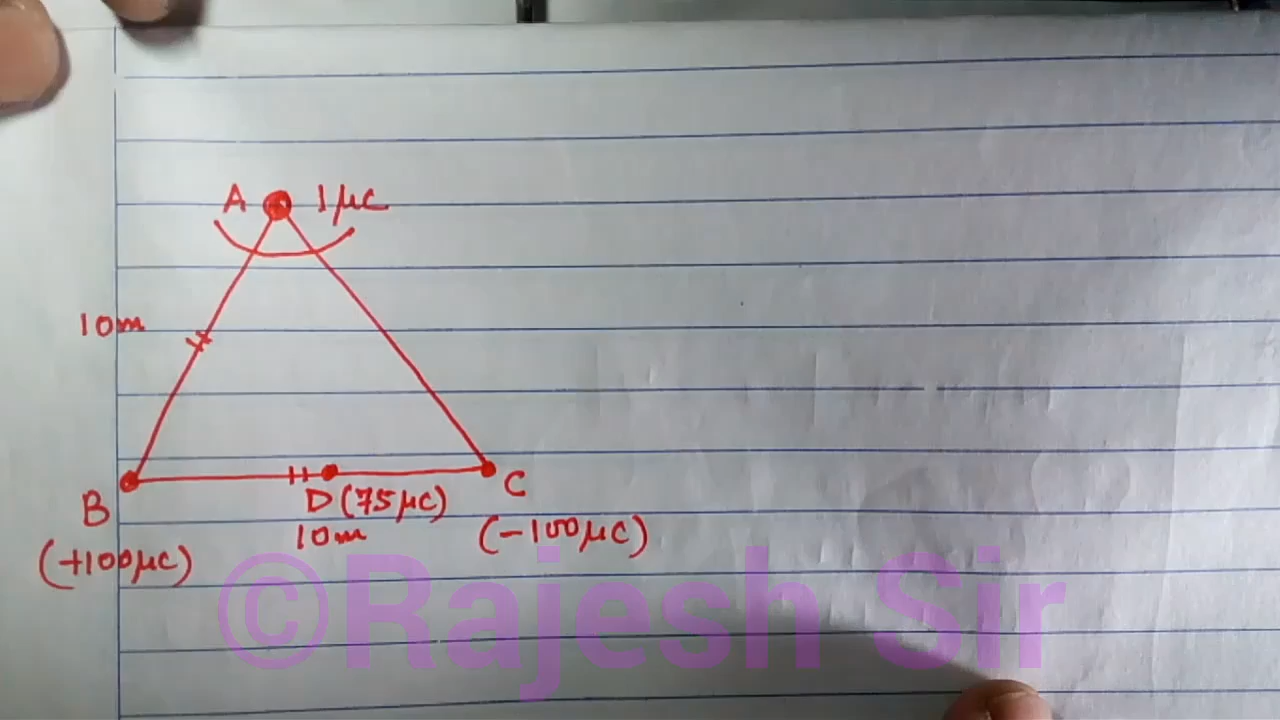 A 1μC
10m
D (75μC)
C
B
10m
(-100μC)
(+100μC)
©Rajesh Sir